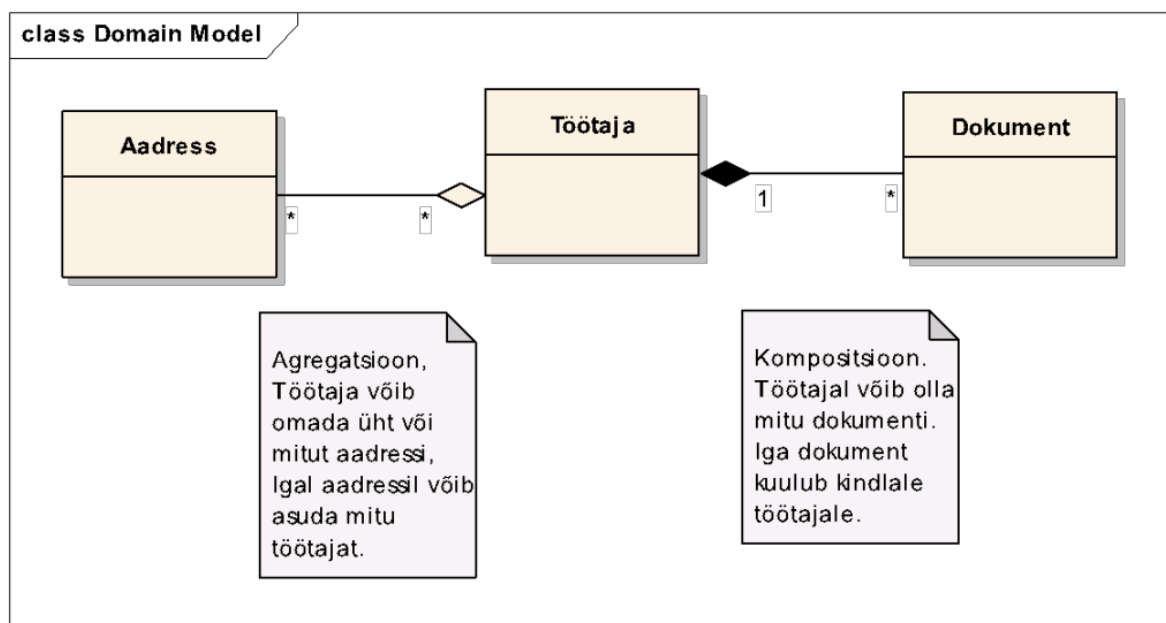 class Domain Model
Aadress
Töötaja
Dokument
*
*
1
*
Agregatsioon,
Töötaja võib
omada üht või
mitut aadressi,
Igal aadressil võib
asuda mitu
töötajat.
Kompositsioon.
Töötajal võib olla
mitu dokumenti.
Iga dokument
kuulub kindlale
töötajale.